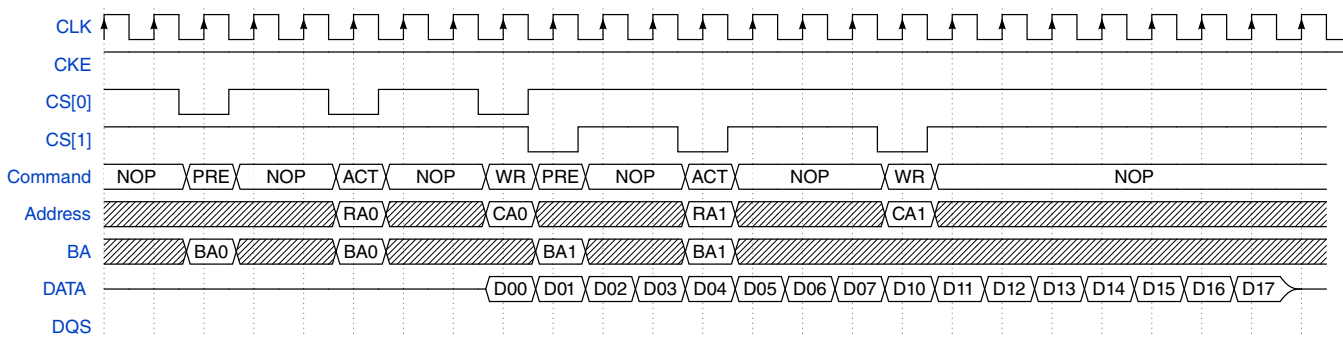 CLK
CKE
CS[0]
CS[1]
Command NOP PRE NOP ACT NOP WR PRE NOP ACT NOP WR NOP
Address RA0 CA0 RA1 CA1
BA BA0 BA0 BA1 BA1
DATA D00 D01 D02 D03 D04 D05 D06 D07 D10 D11 D12 D13 D14 D15 D16 D17
DQS